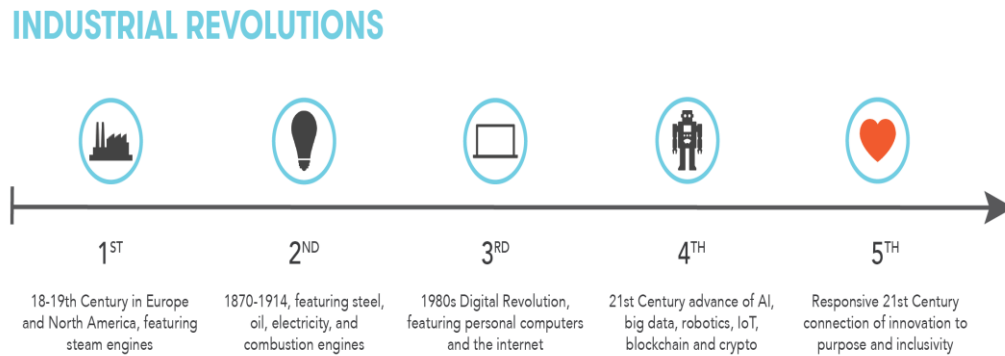 INDUSTRIAL REVOLUTIONS
1ST
18-19th Century in Europe
and North America, featuring
steam engines
2ND
1870-1914, featuring steel,
oil, electricity, and
combustion engines
3RD
1980s Digital Revolution,
featuring personal computers
and the internet
4TH
21st Century advance of AI,
big data, robotics, IoT,
blockchain and crypto
5TH
Responsive 21st Century
connection of innovation to
purpose and inclusivity